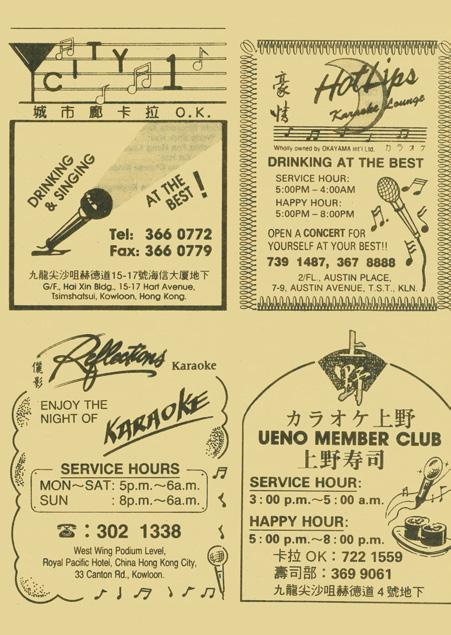 CITY 1
城市廊卡拉 O.K.
DRINKING
& SINGING
AT THE
BEST!
Tel: 366 0772
Fax: 366 0779
九龍尖沙咀赫德道15-17號海信大厦地下
G/F., Hai Xin Bldg., 15-17 Hart Avenue,
Tsimshatsui, Kowloon, Hong Kong.
豪情
HotLips
Karaoke Lounge
Wholly owned by OKAYAMA Int'l Ltd. カラオケ
DRINKING AT THE BEST
SERVICE HOUR:
5:00PM – 4:00AM
HAPPY HOUR:
5:00PM – 8:00PM
OPEN A CONCERT FOR
YOURSELF AT YOUR BEST!!
739 1487, 367 8888
2/FL., AUSTIN PLACE,
7-9, AUSTIN AVENUE, T.S.T., KLN.
儷影
Reflections Karaoke
ENJOY THE
NIGHT OF
KARAOKE
SERVICE HOURS
MON~SAT: 5p.m.~6a.m.
SUN : 8p.m.~6a.m.
☎ : 302 1338
West Wing Podium Level,
Royal Pacific Hotel, China Hong Kong City,
33 Canton Rd., Kowloon.
上野
カラオケ上野
UENO MEMBER CLUB
上野寿司
SERVICE HOUR:
3:00 p.m.~5:00 a.m.
HAPPY HOUR:
5:00 p.m.~8:00 p.m.
卡拉 OK : 722 1559
壽司部 : 369 9061
九龍尖沙咀赫德道4號地下